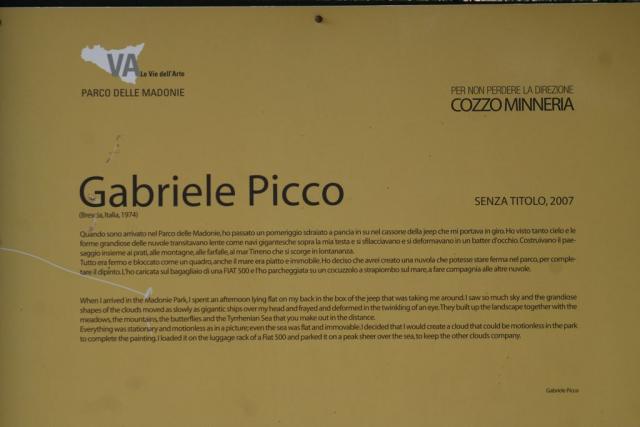 VA Le Vie dell'Arte
PARCO DELLE MADONIE
PER NON PERDERE LA DIREZIONE
COZZO MINNERIA
Gabriele Picco
SENZA TITOLO, 2007
(Brescia, Italia, 1974)
Quando sono arrivato nel Parco delle Madonie, ho passato un pomeriggio sdraiato a pancia in su nel cassone della jeep che mi portava in giro. Ho visto tanto cielo e le
forme grandiose delle nuvole transitavano lente come navi gigantesche sopra la mia testa e si sfilacciavano e si deformavano in un batter d'occhio. Costruivano il pae-
saggio insieme ai prati, alle montagne, alle farfalle, al mar Tirreno che si scorge in lontananza.
Tutto era fermo e bloccato come un quadro, anche il mare era piatto e immobile. Ho deciso che avrei creato una nuvola che potesse stare ferma nel parco, per comple-
tare il dipinto. L'ho caricata sul bagagliaio di una FIAT 500 e l'ho parcheggiata su un cocuzzolo a strapiombo sul mare, a fare compagnia alle altre nuvole.
When I arrived in the Madonie Park, I spent an afternoon lying flat on my back in the box of the jeep that was taking me around. I saw so much sky and the grandiose
shapes of the clouds moved as slowly as gigantic ships over my head and frayed and deformed in the twinkling of an eye. They built up the landscape together with the
meadows, the mountains, the butterflies and the Tyrrhenian Sea that you make out in the distance.
Everything was stationary and motionless as in a picture; even the sea was flat and immovable. I decided that I would create a cloud that could be motionless in the park
to complete the painting. I loaded it on the luggage rack of a Fiat 500 and parked it on a peak sheer over the sea, to keep the other clouds company.
Gabriele Picco